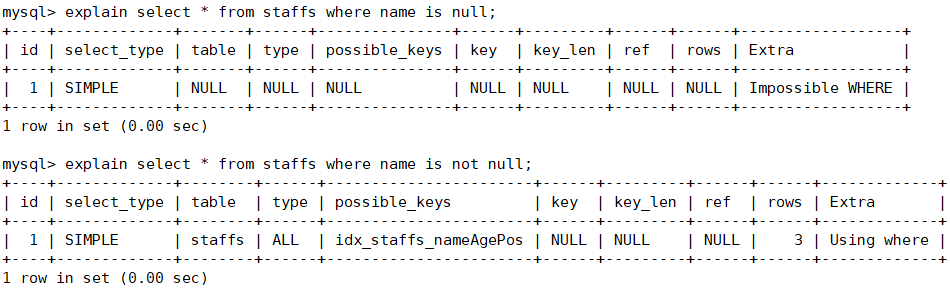 mysql> explain select * from staffs where name is null;
+----+-------------+-------+------+---------------+------+---------+------+------+------------------+
| id | select_type | table | type | possible_keys | key  | key_len | ref  | rows | Extra            |
+----+-------------+-------+------+---------------+------+---------+------+------+------------------+
|  1 | SIMPLE      | NULL  | NULL | NULL          | NULL | NULL    | NULL | NULL | Impossible WHERE |
+----+-------------+-------+------+---------------+------+---------+------+------+------------------+
1 row in set (0.00 sec)
mysql> explain select * from staffs where name is not null;
+----+-------------+--------+------+-----------------------+------+---------+------+------+-------------+
| id | select_type | table  | type | possible_keys         | key  | key_len | ref  | rows | Extra       |
+----+-------------+--------+------+-----------------------+------+---------+------+------+-------------+
|  1 | SIMPLE      | staffs | ALL  | idx_staffs_nameAgePos | NULL | NULL    | NULL |    3 | Using where |
+----+-------------+--------+------+-----------------------+------+---------+------+------+-------------+
1 row in set (0.00 sec)